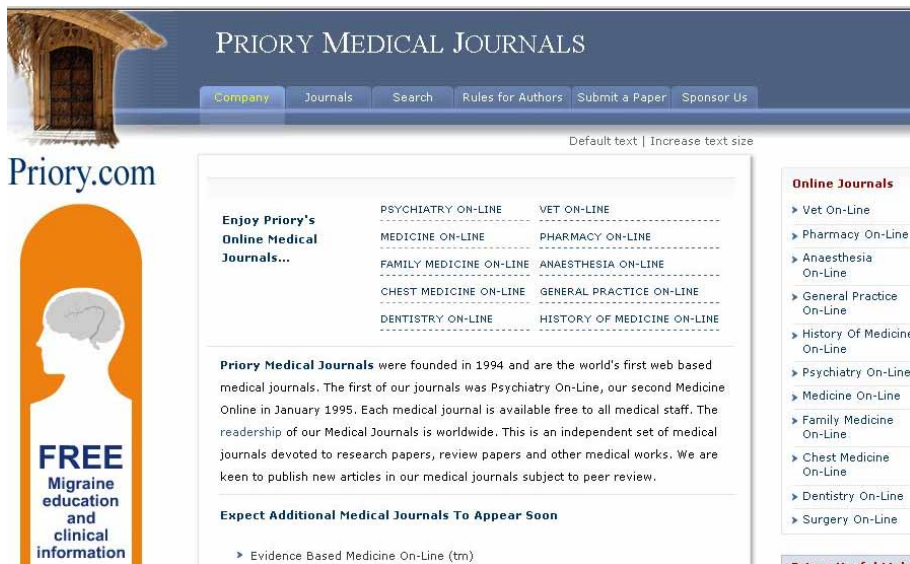 PRIORY MEDICAL JOURNALS
Company Journals Search Rules for Authors Submit a Paper Sponsor Us
Default text | Increase text size
Priory.com
FREE
Migraine
education
and
clinical
information
Enjoy Priory's
Online Medical
Journals...
PSYCHIATRY ON-LINE VET ON-LINE
MEDICINE ON-LINE PHARMACY ON-LINE
FAMILY MEDICINE ON-LINE ANAESTHESIA ON-LINE
CHEST MEDICINE ON-LINE GENERAL PRACTICE ON-LINE
DENTISTRY ON-LINE HISTORY OF MEDICINE ON-LINE
Priory Medical Journals were founded in 1994 and are the world's first web based
medical journals. The first of our journals was Psychiatry On-Line, our second Medicine
Online in January 1995. Each medical journal is available free to all medical staff. The
readership of our Medical Journals is worldwide. This is an independent set of medical
journals devoted to research papers, review papers and other medical works. We are
keen to publish new articles in our medical journals subject to peer review.
Expect Additional Medical Journals To Appear Soon
Evidence Based Medicine On-Line (tm)
Online Journals
Vet On-Line
Pharmacy On-Line
Anaesthesia
On-Line
General Practice
On-Line
History Of Medicine
On-Line
Psychiatry On-Line
Medicine On-Line
Family Medicine
On-Line
Chest Medicine
On-Line
Dentistry On-Line
Surgery On-Line